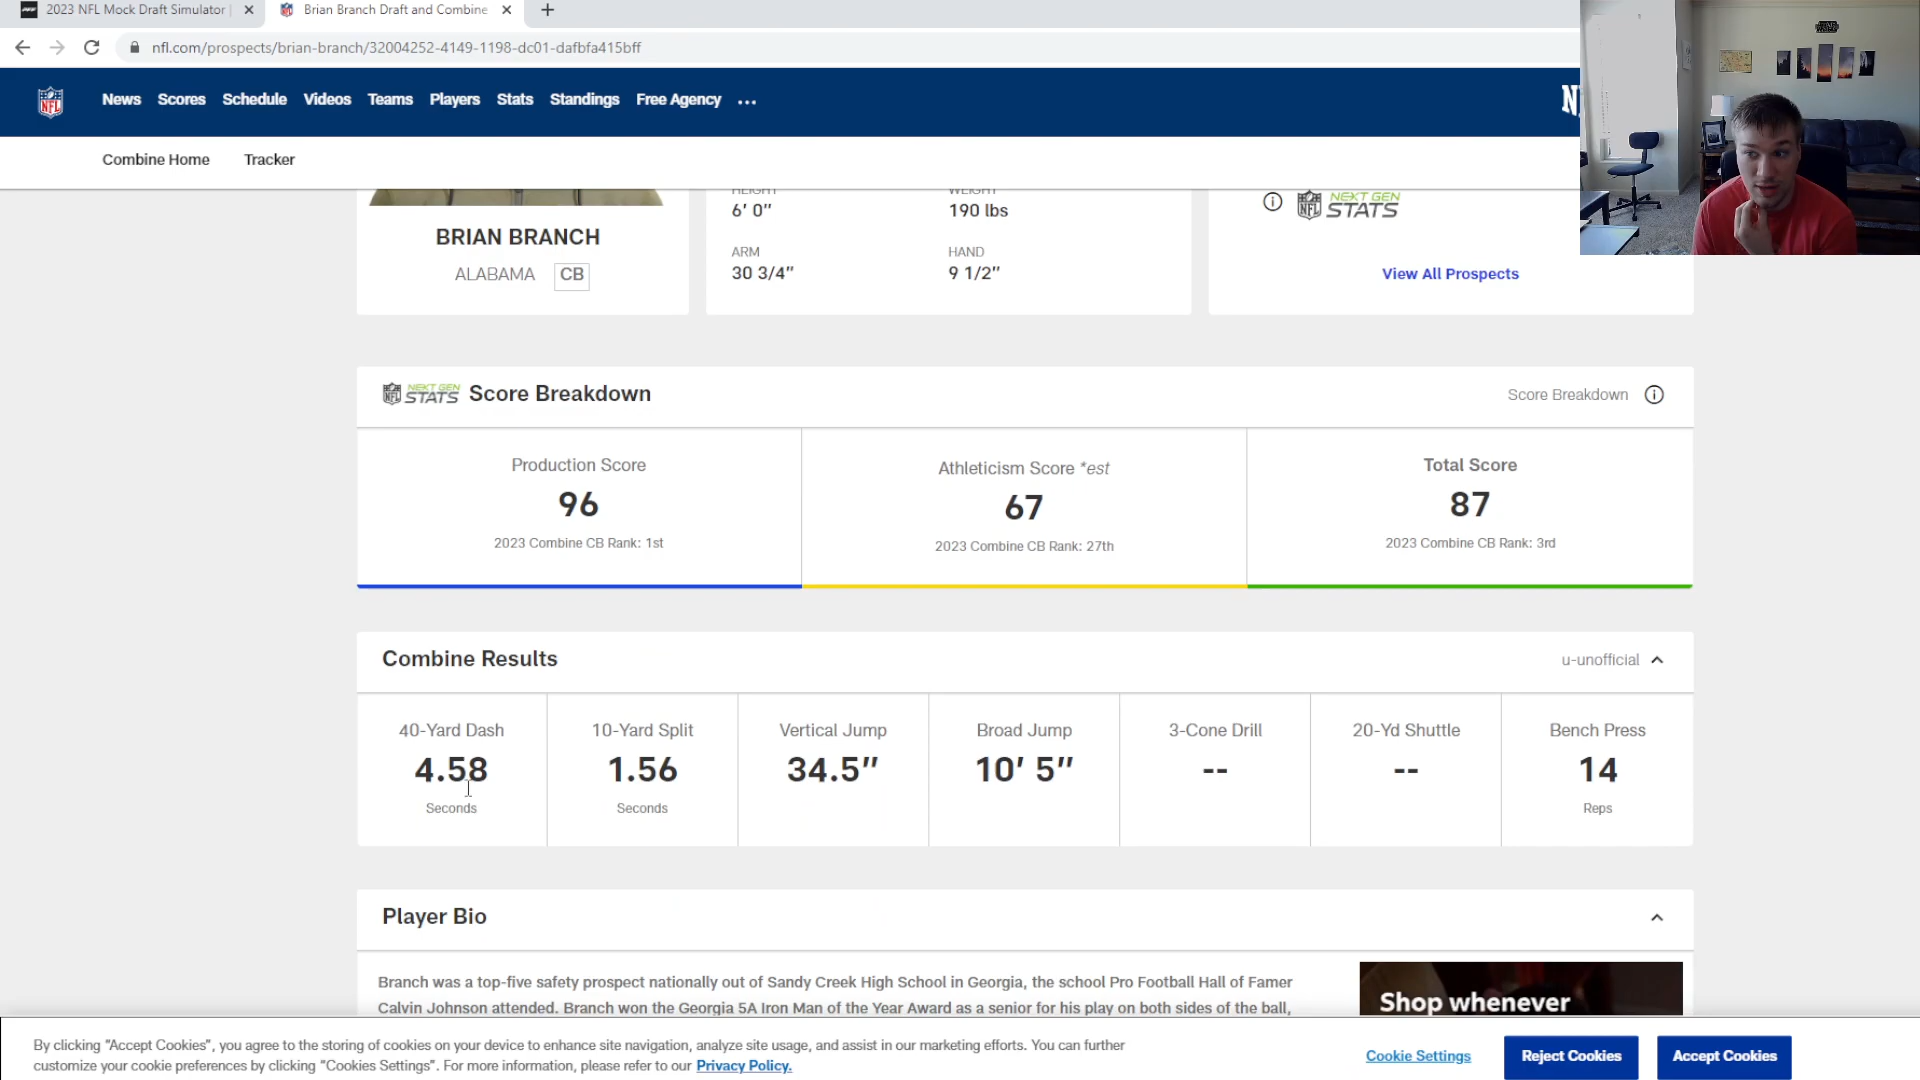 2023 NFL Mock Draft Simulator
Brian Branch Draft and Combine
nfl.com/prospects/brian-branch/32004252-4149-1198-dc01-dafbfa415bff
NFL
News Scores Schedule Videos Teams Players Stats Standings Free Agency ...
Combine Home Tracker
HEIGHT WEIGHT
6' 0" 190 lbs
ARM HAND
30 3/4" 9 1/2"
NFL NEXT GEN STATS
View All Prospects
BRIAN BRANCH
ALABAMA CB
NFL NEXT GEN STATS Score Breakdown
Score Breakdown
Production Score
96
2023 Combine CB Rank: 1st
Athleticism Score *est
67
2023 Combine CB Rank: 27th
Total Score
87
2023 Combine CB Rank: 3rd
Combine Results
u-unofficial
40-Yard Dash 10-Yard Split Vertical Jump Broad Jump 3-Cone Drill 20-Yd Shuttle Bench Press
4.58 1.56 34.5" 10' 5" -- -- 14
Seconds Seconds Reps
Player Bio
Branch was a top-five safety prospect nationally out of Sandy Creek High School in Georgia, the school Pro Football Hall of Famer
Calvin Johnson attended. Branch won the Georgia 5A Iron Man of the Year Award as a senior for his play on both sides of the ball,
Shop whenever
By clicking "Accept Cookies", you agree to the storing of cookies on your device to enhance site navigation, analyze site usage, and assist in our marketing efforts. You can further
customize your cookie preferences by clicking "Cookies Settings". For more information, please refer to our Privacy Policy.
Cookie Settings
Reject Cookies
Accept Cookies